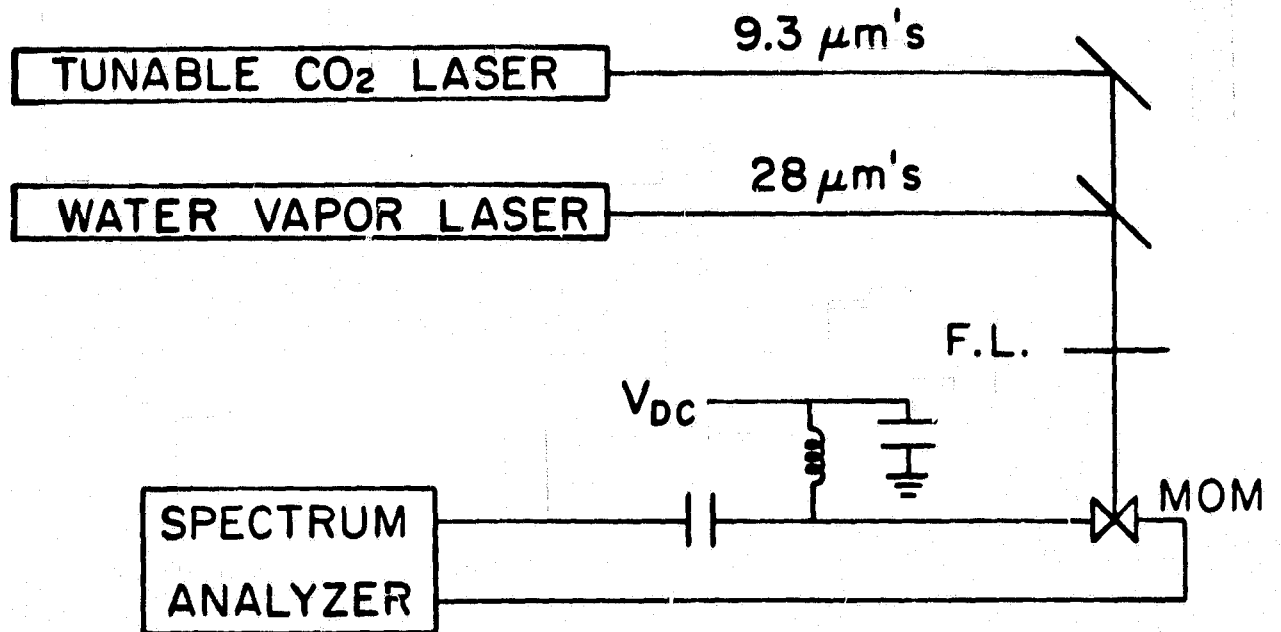 9.3 μm's
TUNABLE CO₂ LASER
28 μm's
WATER VAPOR LASER
F.L.
VDC
MOM
SPECTRUM
ANALYZER